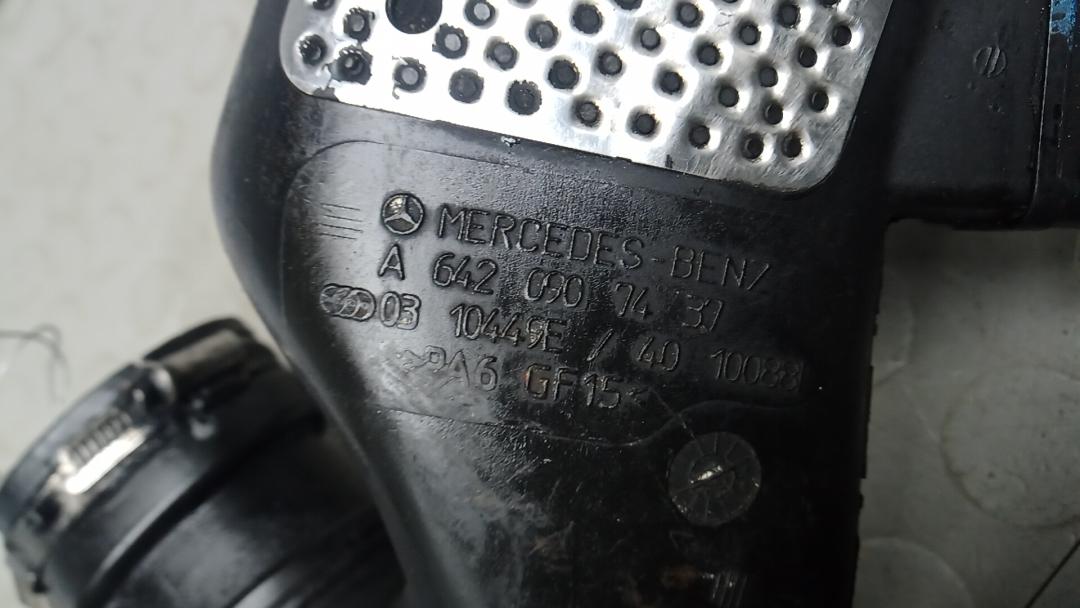 MERCEDES-BENZ
A 642 090 74 37
03 10449E / 40 10088
>PA6 GF15<